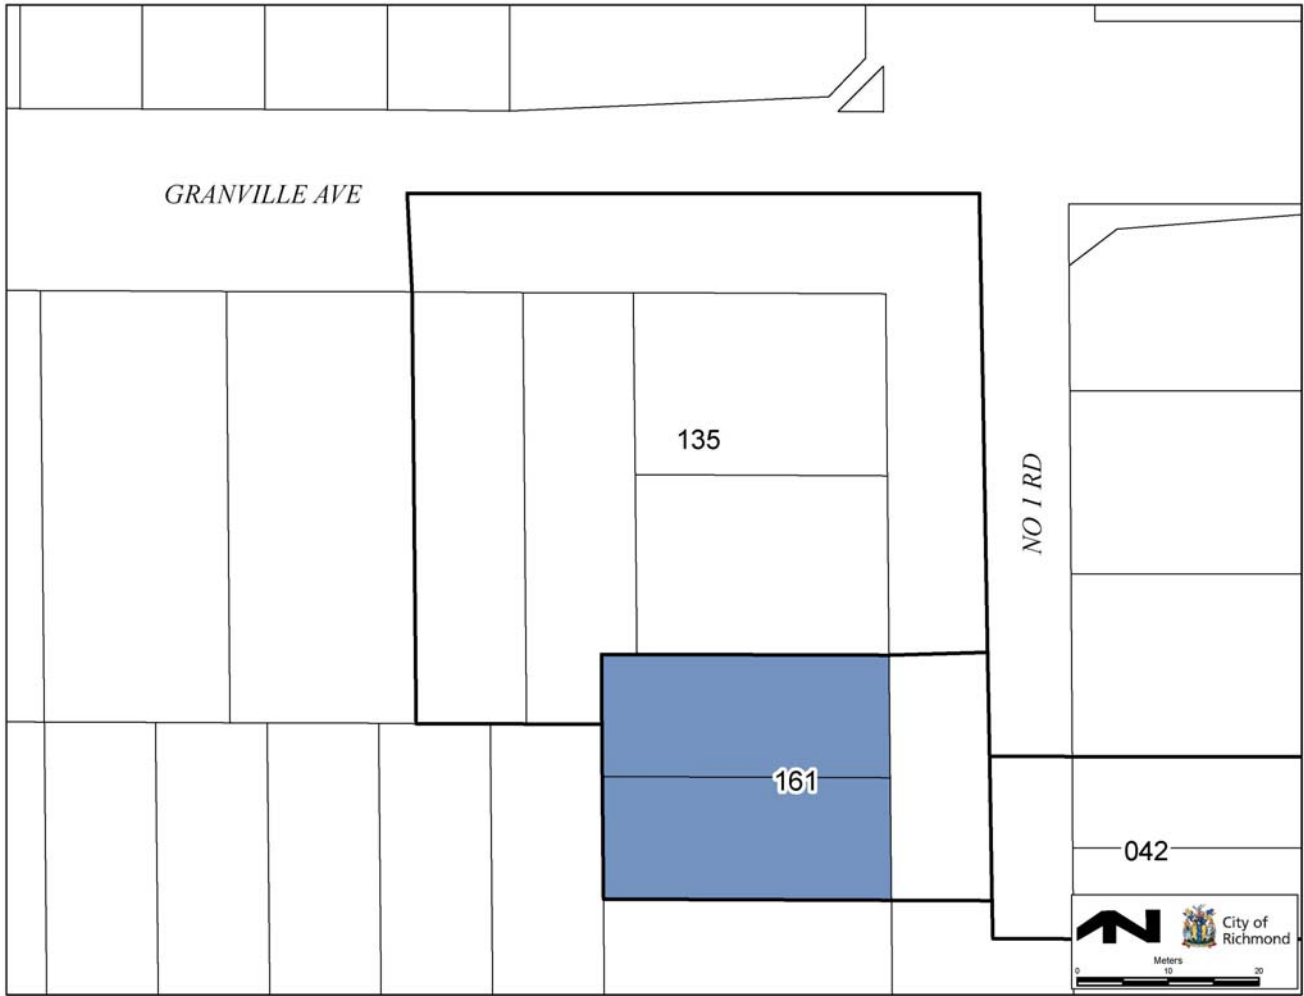 GRANVILLE AVE
135
NO 1 RD
161
042
City of
Richmond
Meters
0 10 20